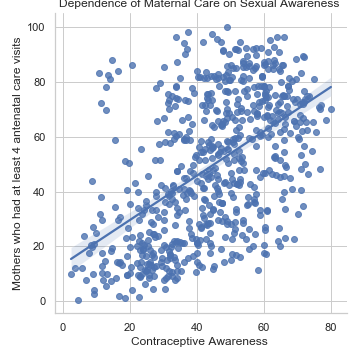 Dependence of Maternal Care on Sexual Awareness
Mothers who had at least 4 antenatal care visits
100
80
60
40
20
0
0 20 40 60 80
Contraceptive Awareness